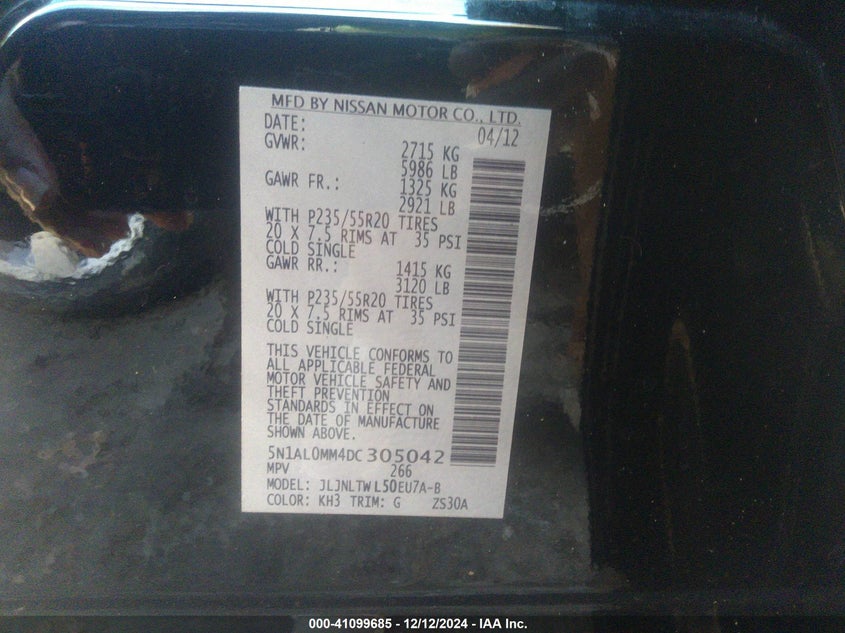 MFD BY NISSAN MOTOR CO., LTD.
DATE: 04/12
GVWR: 2715 KG
5986 LB
GAWR FR.: 1325 KG
2921 LB
WITH P235/55R20 TIRES
20 X 7.5 RIMS AT 35 PSI
COLD SINGLE
GAWR RR.: 1415 KG
3120 LB
WITH P235/55R20 TIRES
20 X 7.5 RIMS AT 35 PSI
COLD SINGLE
THIS VEHICLE CONFORMS TO
ALL APPLICABLE FEDERAL
MOTOR VEHICLE SAFETY AND
THEFT PREVENTION
STANDARDS IN EFFECT ON
THE DATE OF MANUFACTURE
SHOWN ABOVE.
5N1AL0MM4DC305042
MPV 266
MODEL: JLJNLTWL50EU7A-B
COLOR: KH3 TRIM: G ZS30A
000-41099685 - 12/12/2024 - IAA Inc.